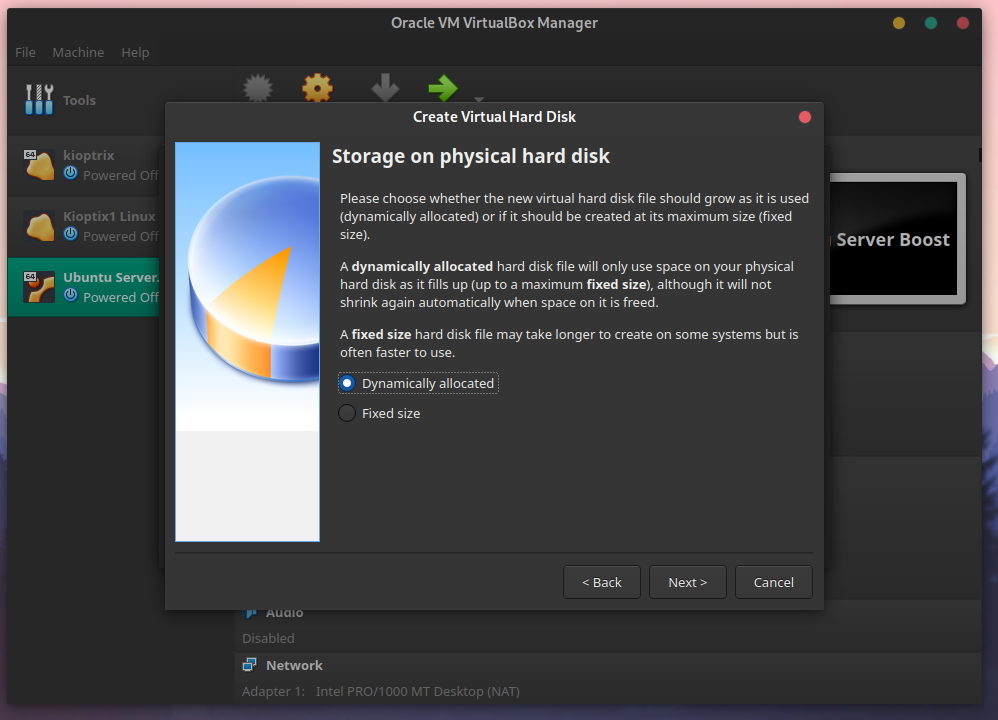 Oracle VM VirtualBox Manager
File Machine Help
Tools
64
kioptrix
Powered Off
Kioptix1 Linux
Powered Off
64
Ubuntu Server.
Powered Off
Create Virtual Hard Disk
Storage on physical hard disk
Please choose whether the new virtual hard disk file should grow as it is used
(dynamically allocated) or if it should be created at its maximum size (fixed
size).
A dynamically allocated hard disk file will only use space on your physical
hard disk as it fills up (up to a maximum fixed size), although it will not
shrink again automatically when space on it is freed.
A fixed size hard disk file may take longer to create on some systems but is
often faster to use.
Dynamically allocated
Fixed size
< Back
Next >
Cancel
Server Boost
Audio
Disabled
Network
Adapter 1: Intel PRO/1000 MT Desktop (NAT)